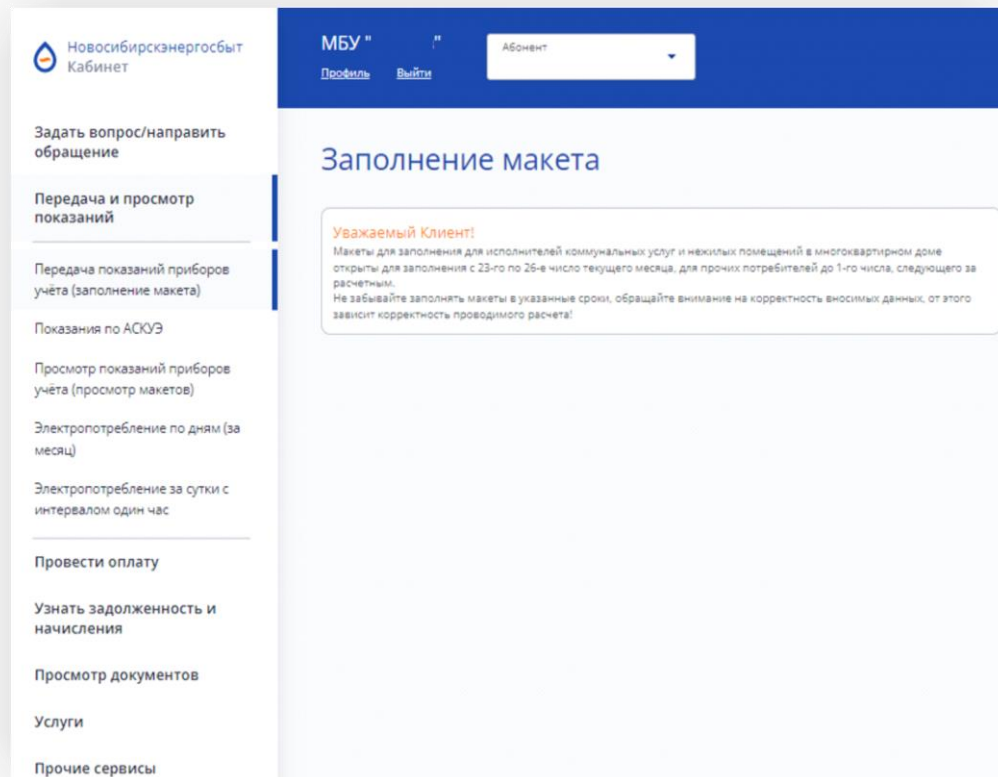 Новосибирскэнергосбыт
Кабинет
МБУ " "
Профиль Выйти
Абонент
Задать вопрос/направить
обращение
Передача и просмотр
показаний
Передача показаний приборов
учёта (заполнение макета)
Показания по АСКУЭ
Просмотр показаний приборов
учёта (просмотр макетов)
Электропотребление по дням (за
месяц)
Электропотребление за сутки с
интервалом один час
Провести оплату
Узнать задолженность и
начисления
Просмотр документов
Услуги
Прочие сервисы
Заполнение макета
Уважаемый Клиент!
Макеты для заполнения для исполнителей коммунальных услуг и нежилых помещений в многоквартирном доме
открыты для заполнения с 23-го по 26-е число текущего месяца, для прочих потребителей до 1-го числа, следующего за
расчетным.
Не забывайте заполнять макеты в указанные сроки, обращайте внимание на корректность вносимых данных, от этого
зависит корректность проводимого расчета!